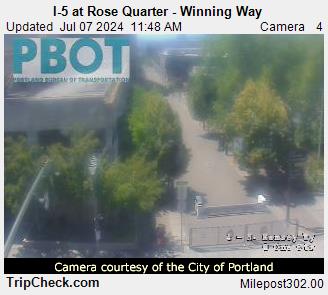 I-5 at Rose Quarter - Winning Way
Updated Jul 07 2024 11:48 AM Camera 4
PBOT
PORTLAND BUREAU OF TRANSPORTATION
Camera courtesy of the City of Portland
TripCheck.com Milepost302.00